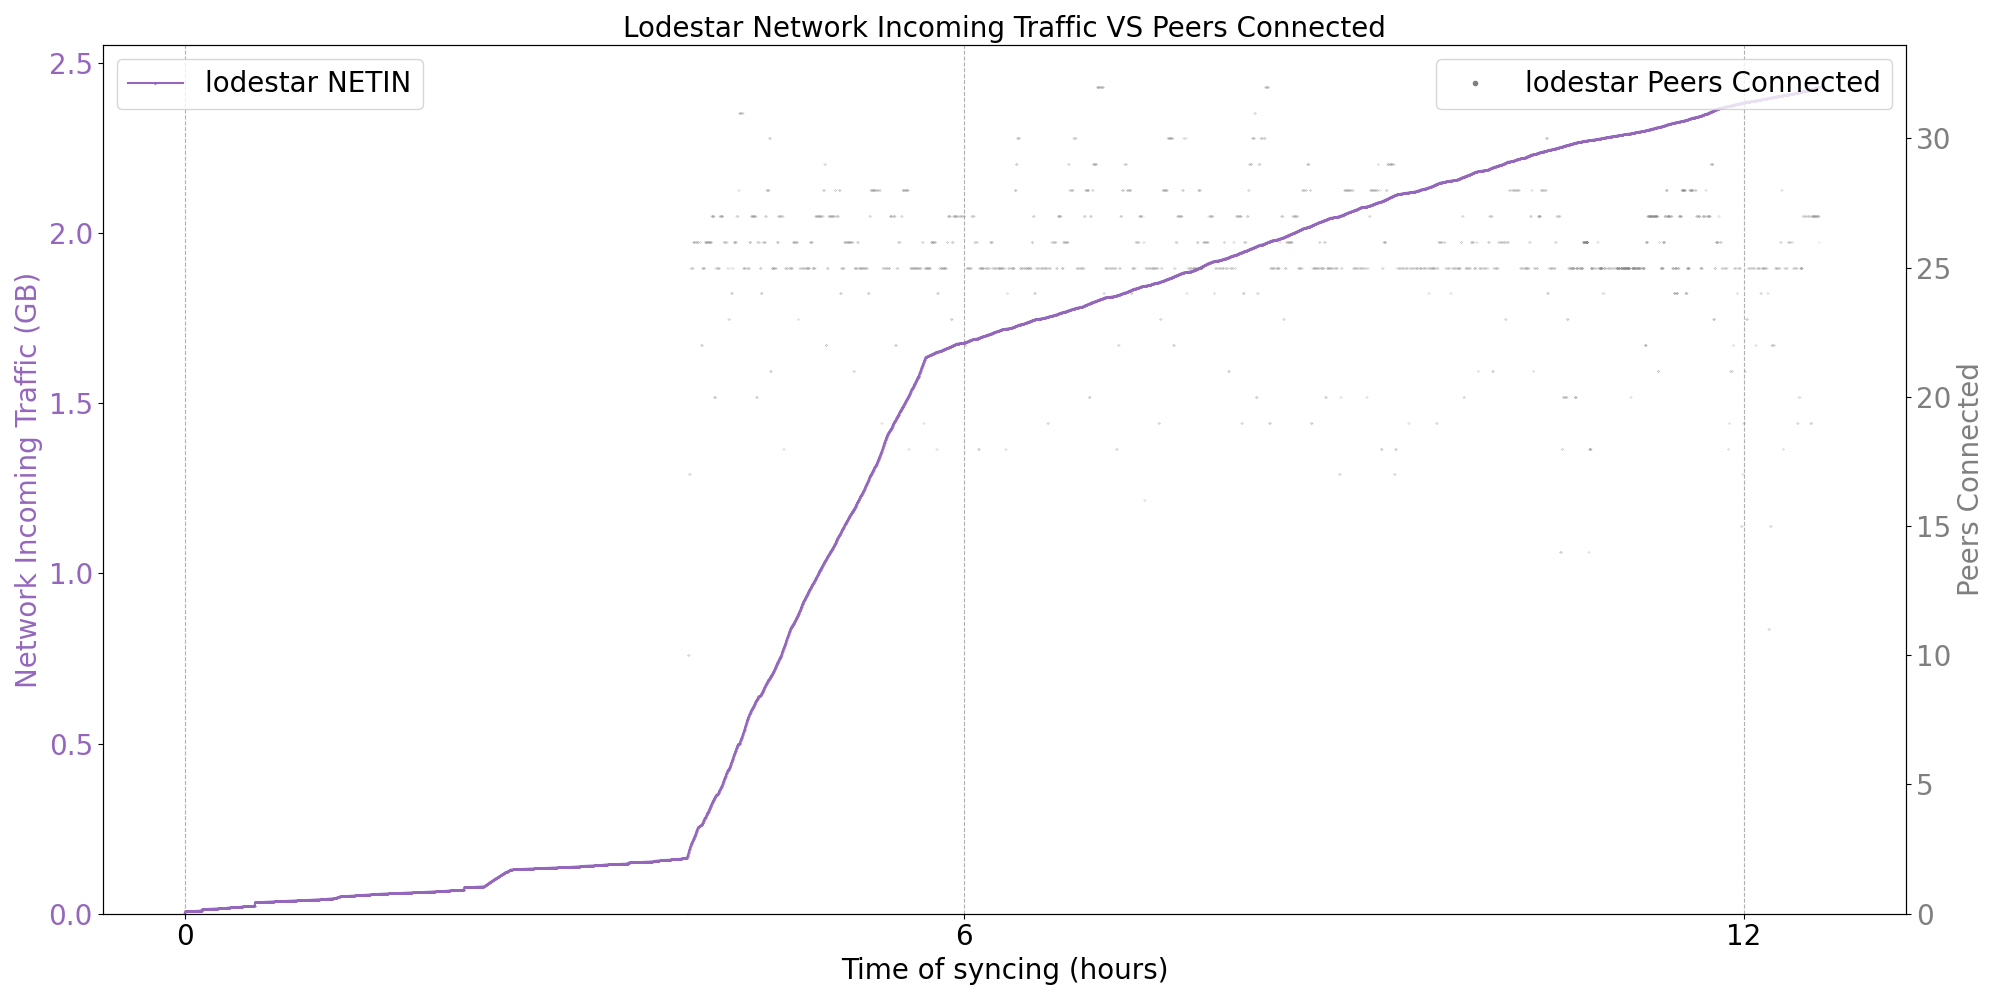 Lodestar Network Incoming Traffic VS Peers Connected
lodestar NETIN
lodestar Peers Connected
Network Incoming Traffic (GB)
2.5
2.0
1.5
1.0
0.5
0.0
30
25
20
15
10
5
0
Peers Connected
0 6 12
Time of syncing (hours)